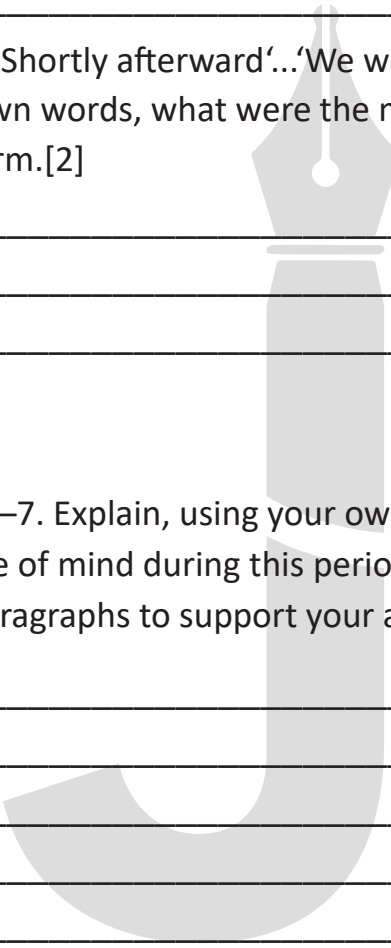 Shortly afterward‘...‘We w
wn words, what were the
rm.[2]
–7. Explain, using your ow
of mind during this perio
ragraphs to support your